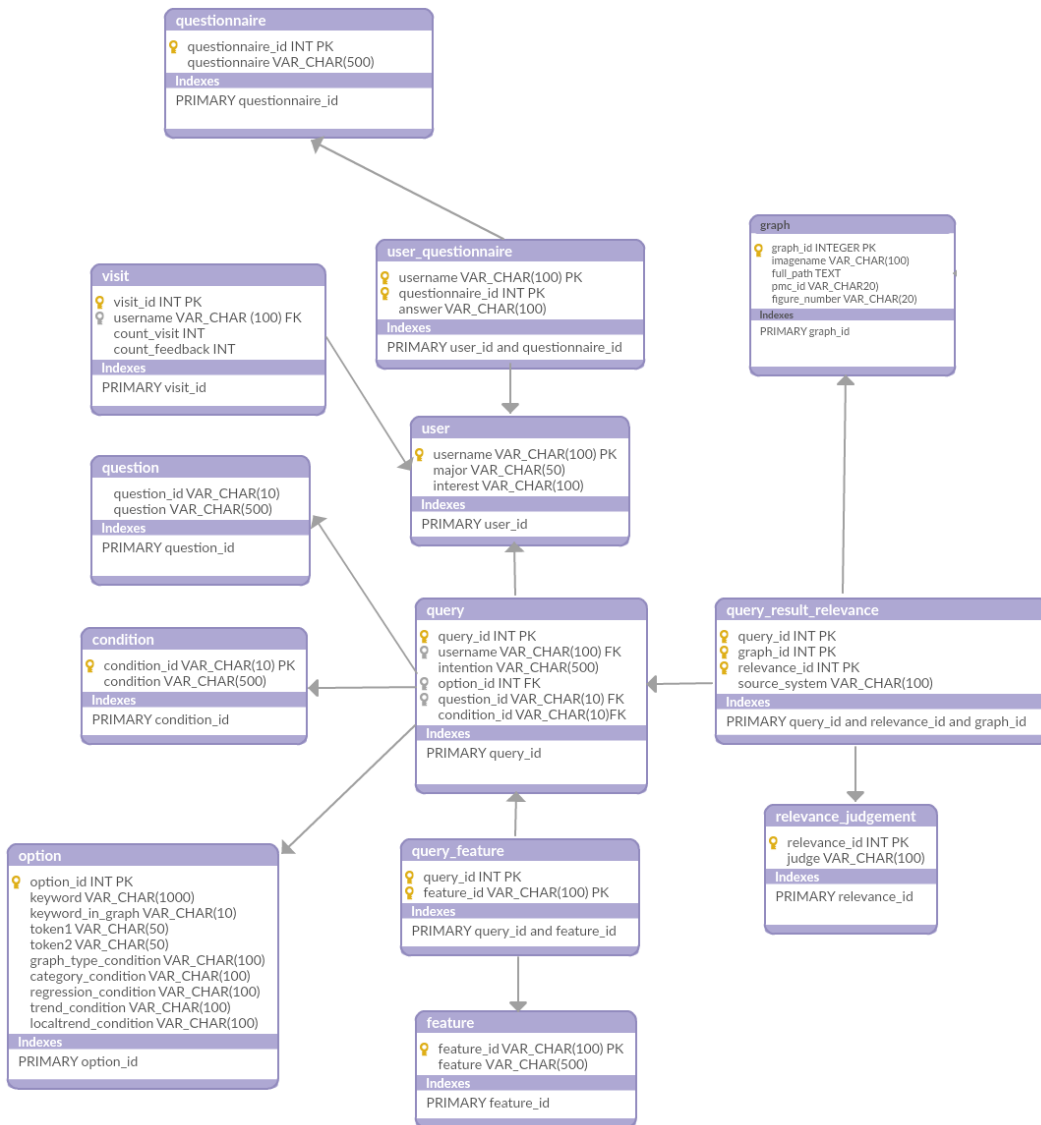 questionnaire
questionnaire_id INT PK
questionnaire VAR_CHAR(500)
Indexes
PRIMARY questionnaire_id
user_questionnaire
username VAR_CHAR(100) PK
questionnaire_id INT PK
answer VAR_CHAR(100)
Indexes
PRIMARY user_id and questionnaire_id
graph
graph_id INTEGER PK
imagename VAR_CHAR(100)
full_path TEXT
pmc_id VAR_CHAR20)
figure_number VAR_CHAR(20)
Indexes
PRIMARY graph_id
visit
visit_id INT PK
username VAR_CHAR (100) FK
count_visit INT
count_feedback INT
Indexes
PRIMARY visit_id
user
username VAR_CHAR(100) PK
major VAR_CHAR(50)
interest VAR_CHAR(100)
Indexes
PRIMARY user_id
question
question_id VAR_CHAR(10)
question VAR_CHAR(500)
Indexes
PRIMARY question_id
condition
condition_id VAR_CHAR(10) PK
condition VAR_CHAR(500)
Indexes
PRIMARY condition_id
query
query_id INT PK
username VAR_CHAR(100) FK
intention VAR_CHAR(500)
option_id INT FK
question_id VAR_CHAR(10) FK
condition_id VAR_CHAR(10)FK
Indexes
PRIMARY query_id
query_result_relevance
query_id INT PK
graph_id INT PK
relevance_id INT PK
source_system VAR_CHAR(100)
Indexes
PRIMARY query_id and relevance_id and graph_id
relevance_judgement
relevance_id INT PK
judge VAR_CHAR(100)
Indexes
PRIMARY relevance_id
option
option_id INT PK
keyword VAR_CHAR(1000)
keyword_in_graph VAR_CHAR(10)
token1 VAR_CHAR(50)
token2 VAR_CHAR(50)
graph_type_condition VAR_CHAR(100)
category_condition VAR_CHAR(100)
regression_condition VAR_CHAR(100)
trend_condition VAR_CHAR(100)
localtrend_condition VAR_CHAR(100)
Indexes
PRIMARY option_id
query_feature
query_id INT PK
feature_id VAR_CHAR(100) PK
Indexes
PRIMARY query_id and feature_id
feature
feature_id VAR_CHAR(100) PK
feature VAR_CHAR(500)
Indexes
PRIMARY feature_id